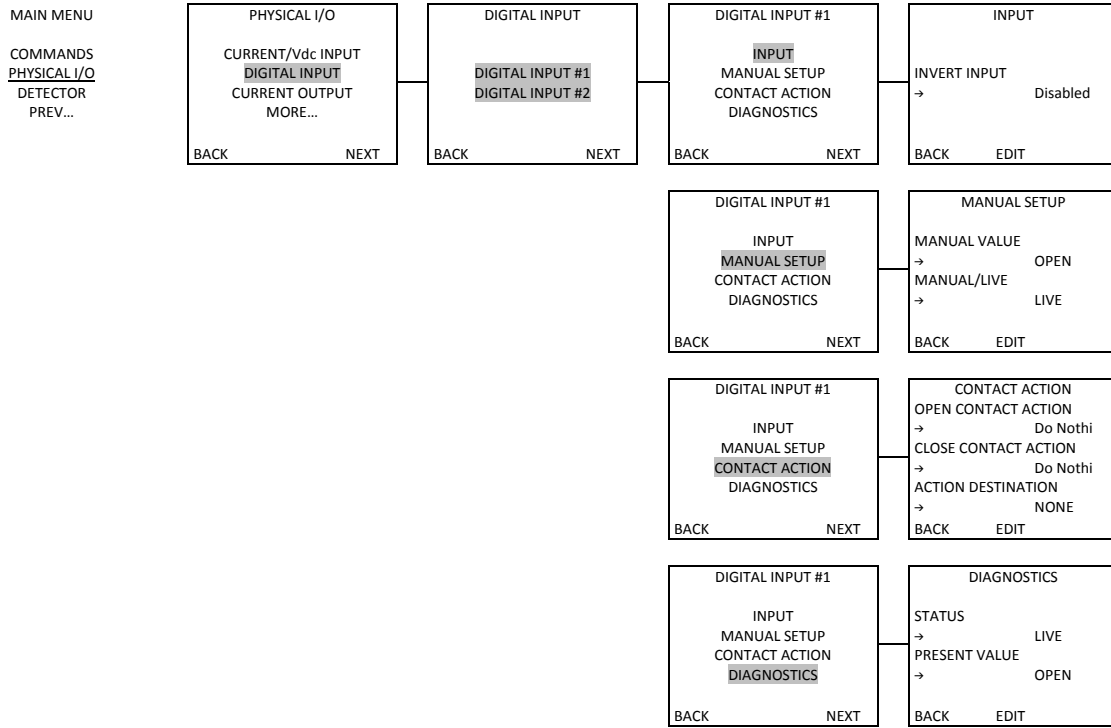 MAIN MENU
COMMANDS
PHYSICAL I/O
DETECTOR
PREV…
PHYSICAL I/O
CURRENT/Vdc INPUT
DIGITAL INPUT
CURRENT OUTPUT
MORE…
BACK NEXT
DIGITAL INPUT
DIGITAL INPUT #1
DIGITAL INPUT #2
BACK NEXT
DIGITAL INPUT #1
INPUT
MANUAL SETUP
CONTACT ACTION
DIAGNOSTICS
BACK NEXT
INPUT
INVERT INPUT
→ Disabled
BACK EDIT
DIGITAL INPUT #1
INPUT
MANUAL SETUP
CONTACT ACTION
DIAGNOSTICS
BACK NEXT
MANUAL SETUP
MANUAL VALUE
→ OPEN
MANUAL/LIVE
→ LIVE
BACK EDIT
DIGITAL INPUT #1
INPUT
MANUAL SETUP
CONTACT ACTION
DIAGNOSTICS
BACK NEXT
CONTACT ACTION
OPEN CONTACT ACTION
→ Do Nothi
CLOSE CONTACT ACTION
→ Do Nothi
ACTION DESTINATION
→ NONE
BACK EDIT
DIGITAL INPUT #1
INPUT
MANUAL SETUP
CONTACT ACTION
DIAGNOSTICS
BACK NEXT
DIAGNOSTICS
STATUS
→ LIVE
PRESENT VALUE
→ OPEN
BACK EDIT